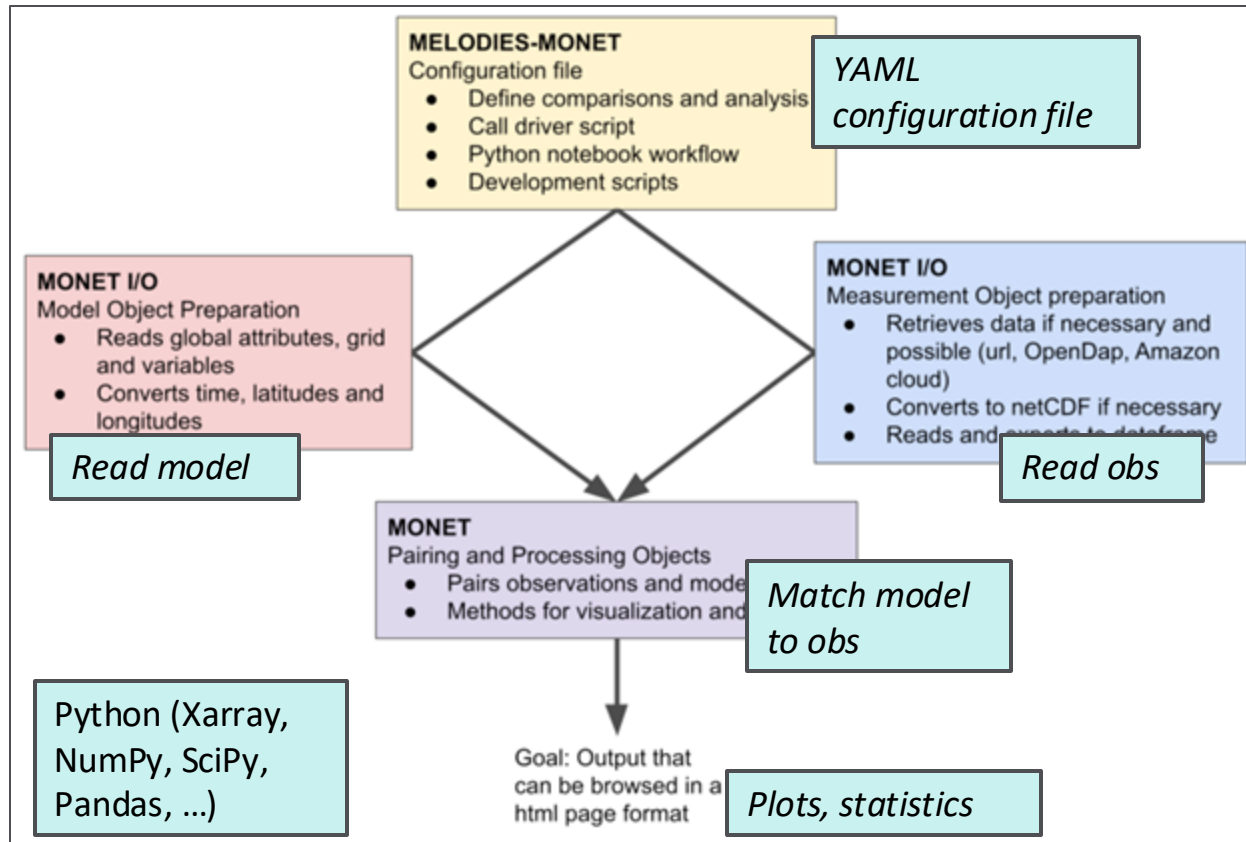 MELODIES-MONET
Configuration file
● Define comparisons and analysis
● Call driver script
● Python notebook workflow
● Development scripts
YAML
configuration file
MONET I/O
Model Object Preparation
● Reads global attributes, grid
and variables
● Converts time, latitudes and
longitudes
Read model
MONET I/O
Measurement Object preparation
● Retrieves data if necessary and
possible (url, OpenDap, Amazon
cloud)
● Converts to netCDF if necessary
● Reads and exports to dataframe
Read obs
MONET
Pairing and Processing Objects
● Pairs observations and mode
● Methods for visualization and
Match model
to obs
Python (Xarray,
NumPy, SciPy,
Pandas, …)
Goal: Output that
can be browsed in a
html page format
Plots, statistics